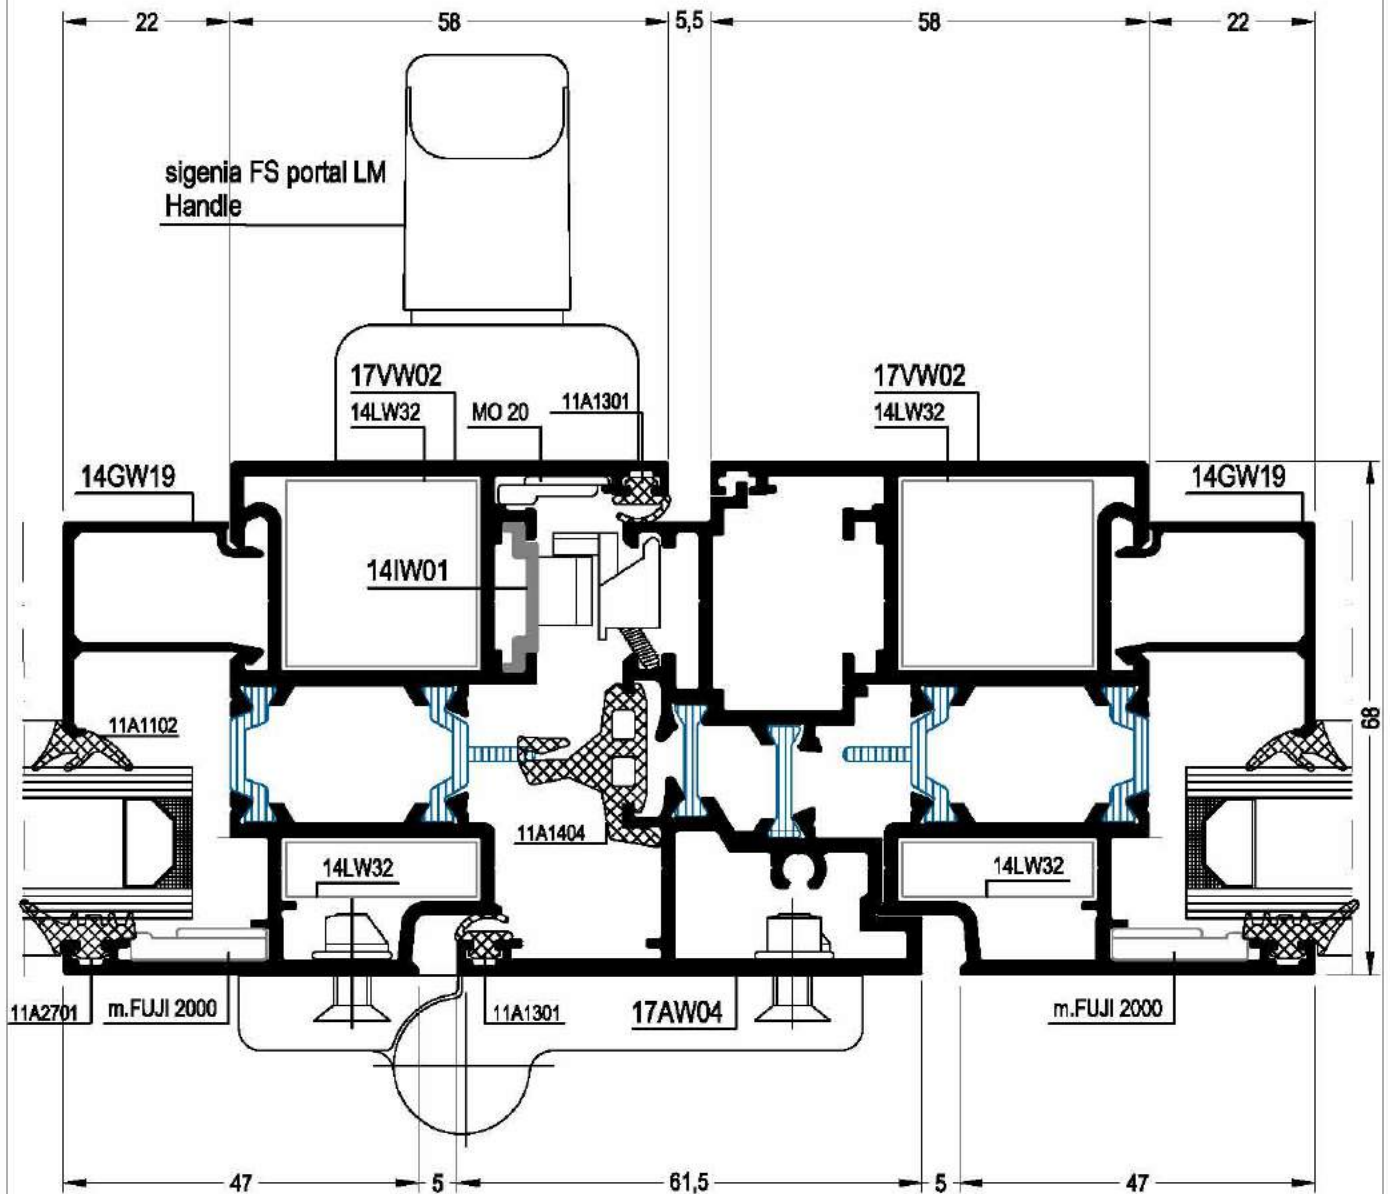 22 58 5,5 58 22
sigenia FS portal LM
Handle
17VW02 17VW02
14LW32 MO 20 11A1301 14LW32
14GW19 14GW19
14IW01
11A1102
68
11A1404
14LW32 14LW32
11A2701 m.FUJI 2000 11A1301 17AW04 m.FUJI 2000
47 5 61,5 5 47